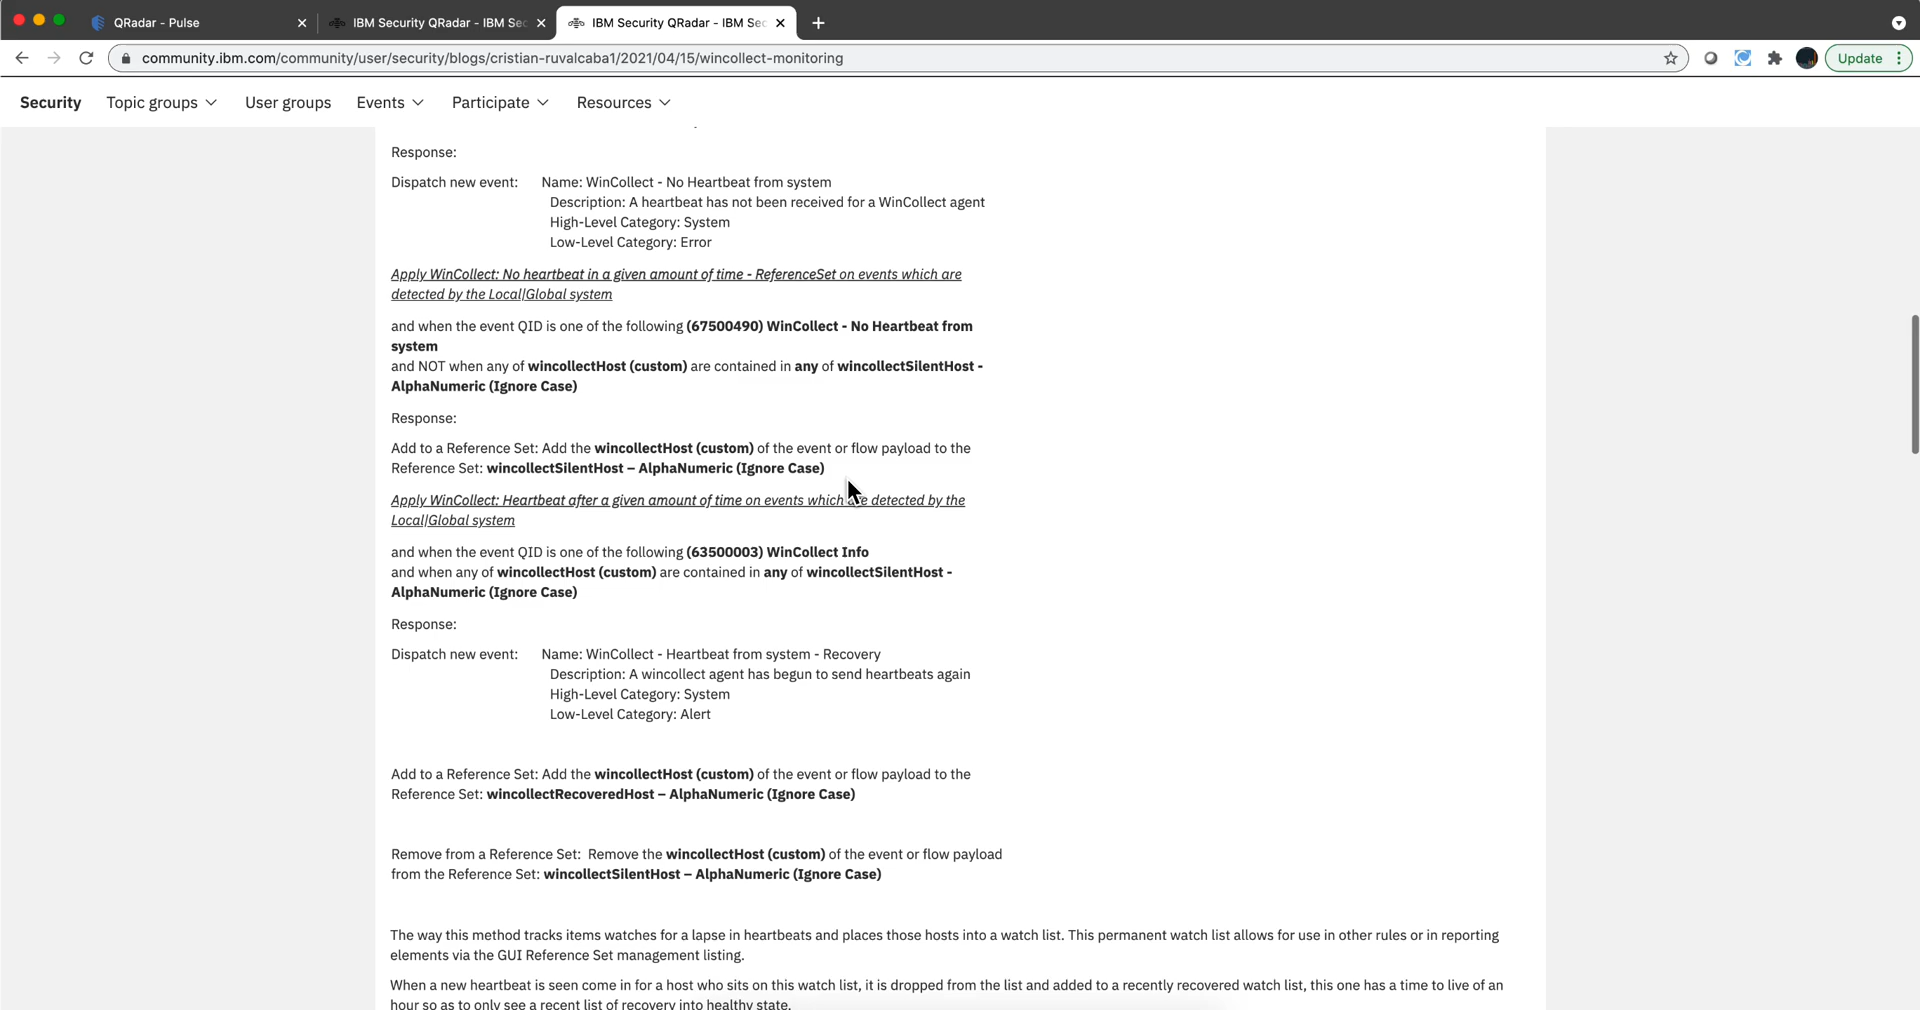 QRadar - Pulse
IBM Security QRadar - IBM Sec
IBM Security QRadar - IBM Sec
community.ibm.com/community/user/security/blogs/cristian-ruvalcaba1/2021/04/15/wincollect-monitoring
Update
Security Topic groups User groups Events Participate Resources
Response:
Dispatch new event: Name: WinCollect - No Heartbeat from system
Description: A heartbeat has not been received for a WinCollect agent
High-Level Category: System
Low-Level Category: Error
Apply WinCollect: No heartbeat in a given amount of time - ReferenceSet on events which are
detected by the Local|Global system
and when the event QID is one of the following (67500490) WinCollect - No Heartbeat from
system
and NOT when any of wincollectHost (custom) are contained in any of wincollectSilentHost -
AlphaNumeric (Ignore Case)
Response:
Add to a Reference Set: Add the wincollectHost (custom) of the event or flow payload to the
Reference Set: wincollectSilentHost – AlphaNumeric (Ignore Case)
Apply WinCollect: Heartbeat after a given amount of time on events which are detected by the
Local|Global system
and when the event QID is one of the following (63500003) WinCollect Info
and when any of wincollectHost (custom) are contained in any of wincollectSilentHost -
AlphaNumeric (Ignore Case)
Response:
Dispatch new event: Name: WinCollect - Heartbeat from system - Recovery
Description: A wincollect agent has begun to send heartbeats again
High-Level Category: System
Low-Level Category: Alert
Add to a Reference Set: Add the wincollectHost (custom) of the event or flow payload to the
Reference Set: wincollectRecoveredHost – AlphaNumeric (Ignore Case)
Remove from a Reference Set: Remove the wincollectHost (custom) of the event or flow payload
from the Reference Set: wincollectSilentHost – AlphaNumeric (Ignore Case)
The way this method tracks items watches for a lapse in heartbeats and places those hosts into a watch list. This permanent watch list allows for use in other rules or in reporting
elements via the GUI Reference Set management listing.
When a new heartbeat is seen come in for a host who sits on this watch list, it is dropped from the list and added to a recently recovered watch list, this one has a time to live of an
hour so as to only see a recent list of recovery into healthy state.